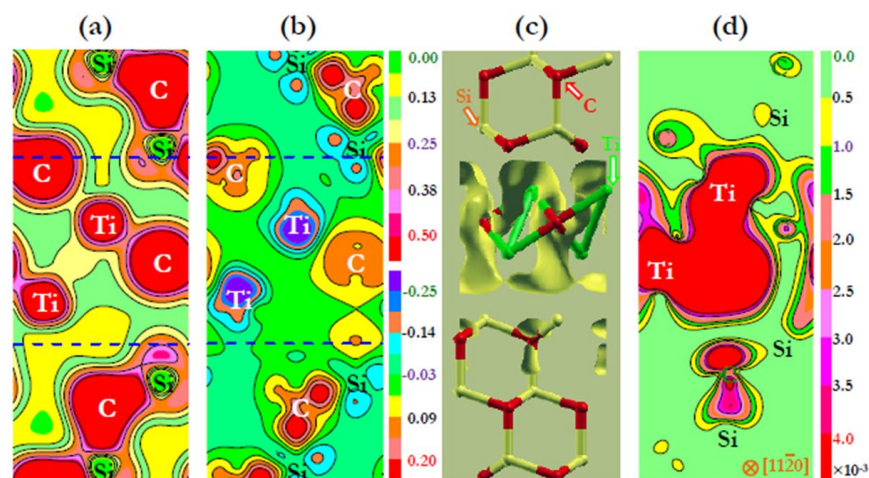 (a) (b) (c) (d)
Si
C
Si
C
Ti
C
Ti
Si
C
Si
Si
C
Si
C
Ti
C
Ti
Si
C
Si
0.00
0.13
0.25
0.38
0.50
-0.25
-0.14
-0.03
0.09
0.20
Si
C
Ti
Si
Ti
Ti
Si
Si
⊗[112̄0]
0.0
0.5
1.0
1.5
2.0
2.5
3.0
3.5
4.0
×10⁻³